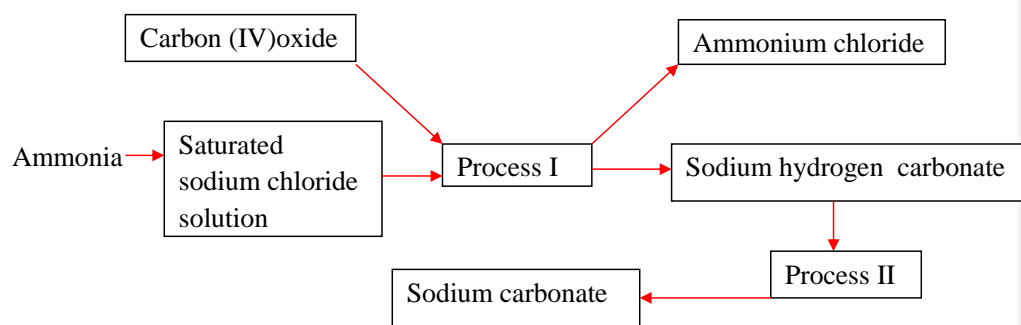 Carbon (IV)oxide
Ammonium chloride
Ammonia
Saturated
sodium chloride
solution
Process I
Sodium hydrogen  carbonate
Process II
Sodium carbonate